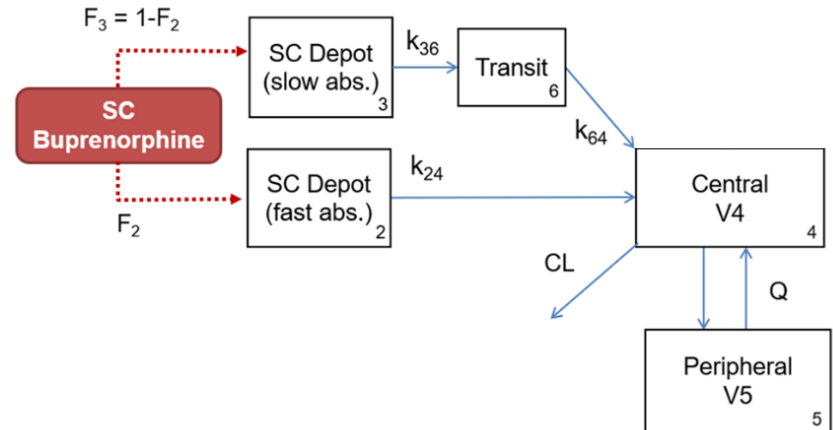 F₃ = 1-F₂
SC
Buprenorphine
F₂
SC Depot
(slow abs.)
3
k₃₆
Transit
6
k₆₄
SC Depot
(fast abs.)
2
k₂₄
Central
V4
4
CL
Q
Peripheral
V5
5